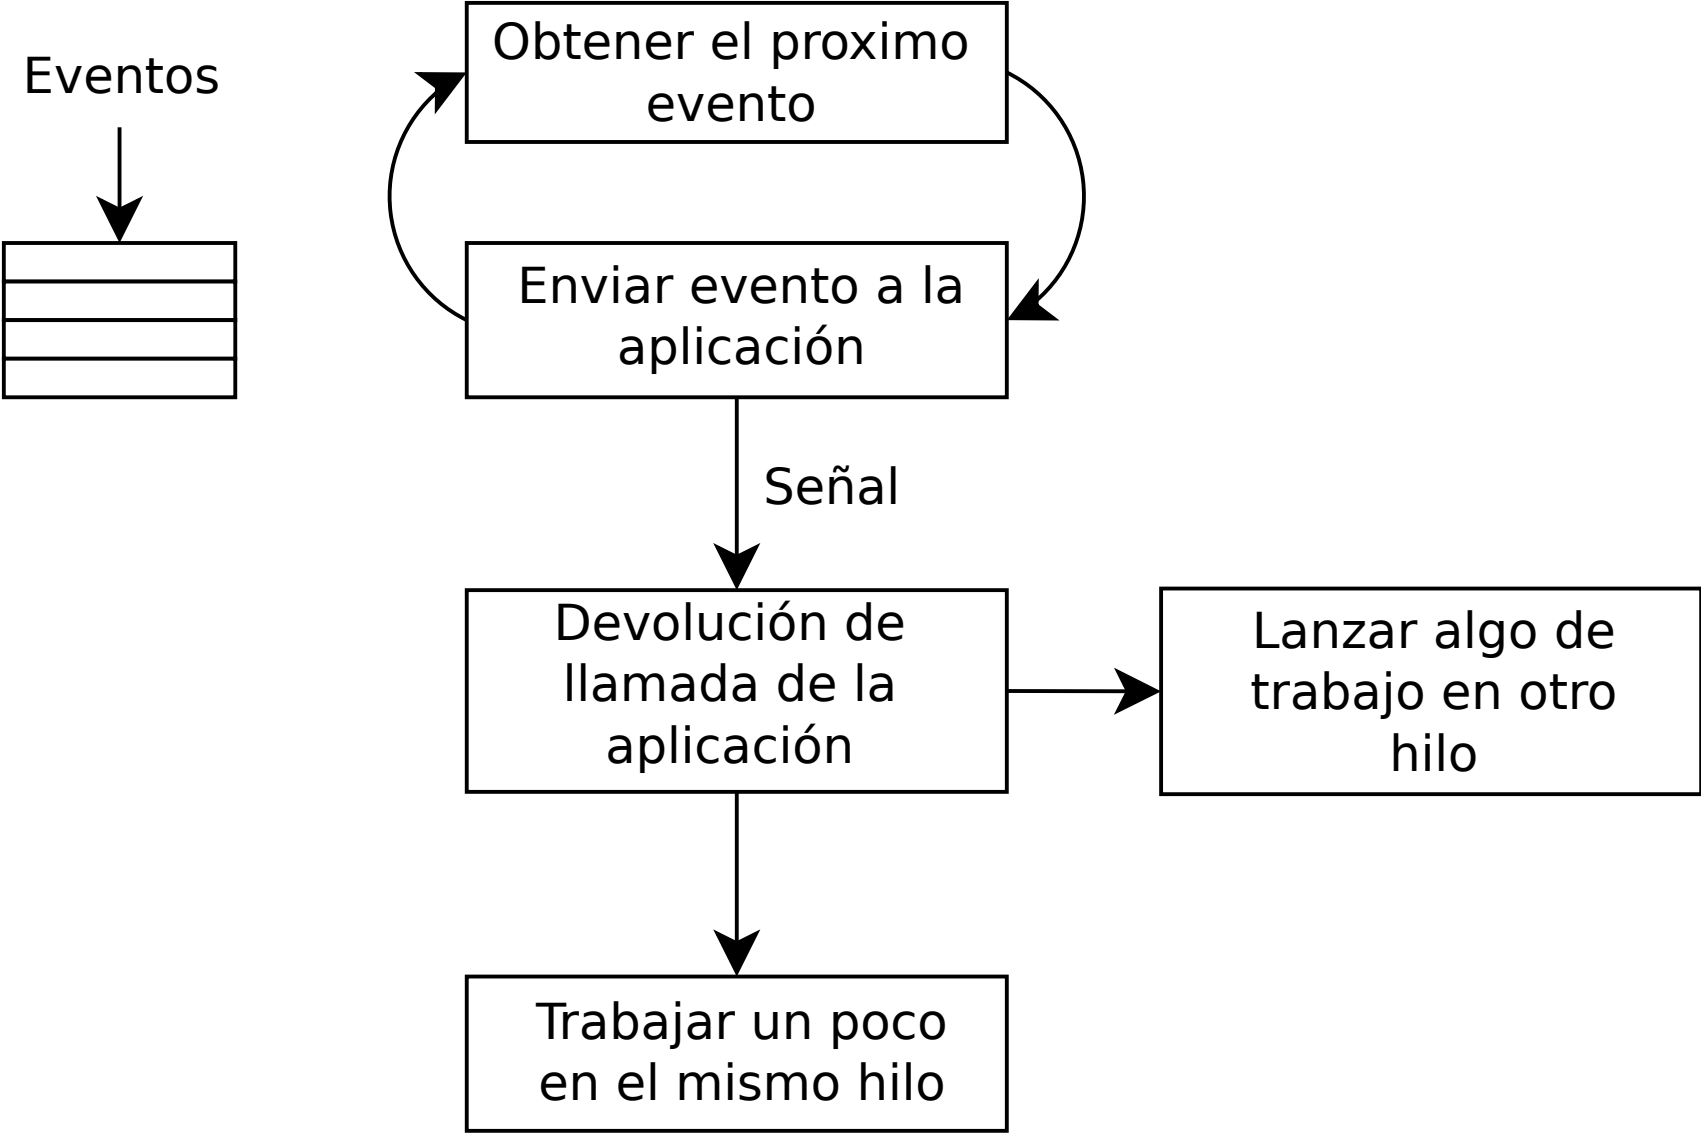 Eventos
Obtener el proximo
evento
Enviar evento a la
aplicación
Señal
Devolución de
llamada de la
aplicación
Lanzar algo de
trabajo en otro
hilo
Trabajar un poco
en el mismo hilo